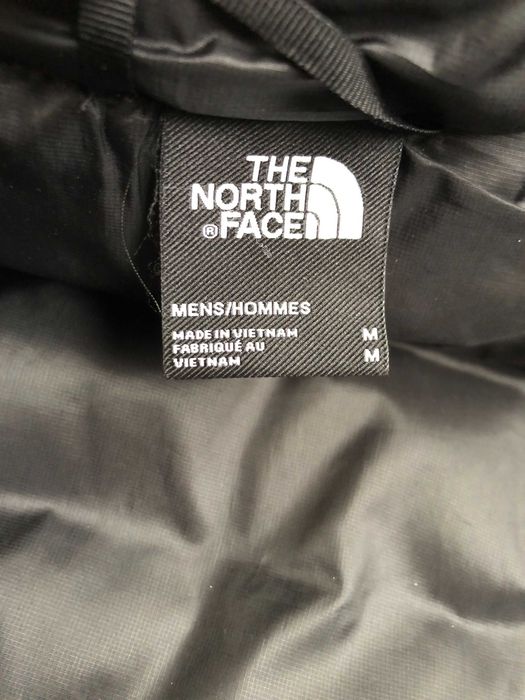 THE
NORTH
®FACE
MENS/HOMMES
MADE IN VIETNAM M
FABRIQUÉ AU M
VIETNAM